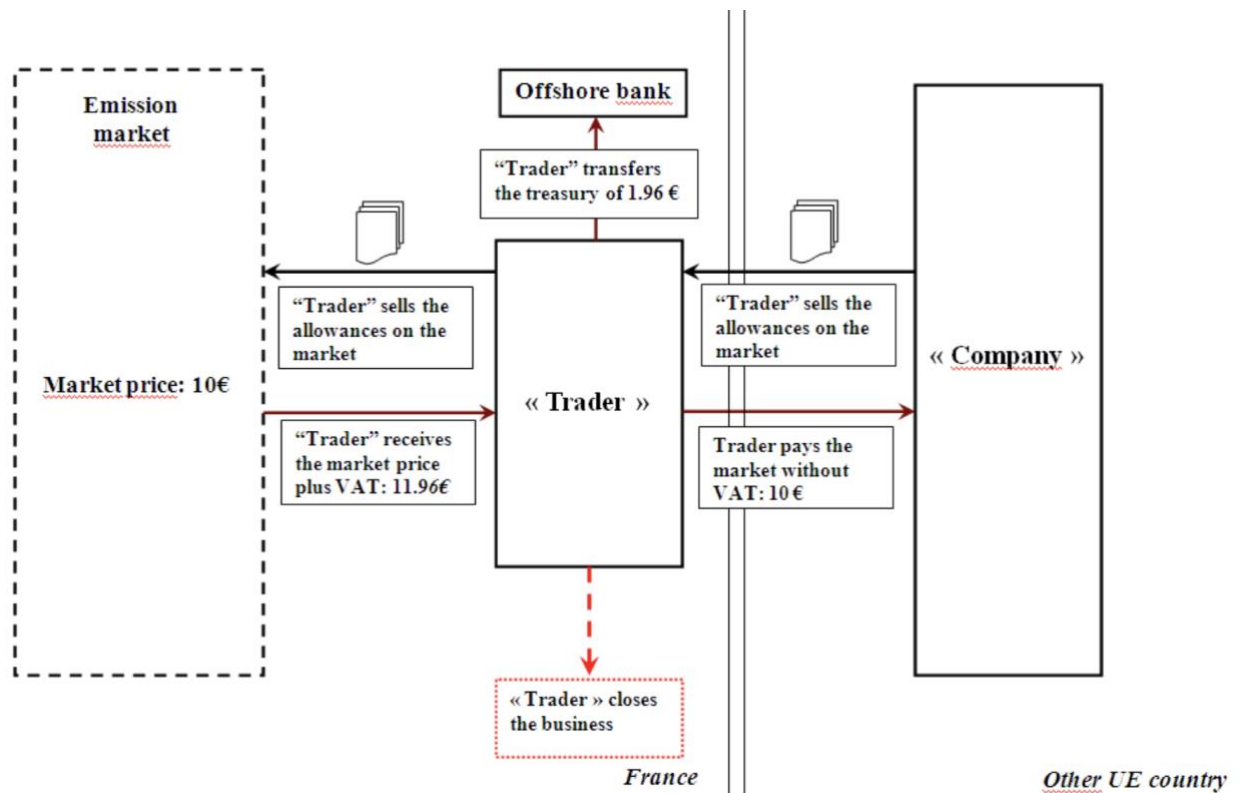 Emission
market
Market price: 10€
Offshore bank
“Trader” transfers
the treasury of 1.96 €
“Trader” sells the
allowances on the
market
“Trader” receives
the market price
plus VAT: 11.96€
« Trader »
“Trader” sells the
allowances on the
market
Trader pays the
market without
VAT: 10 €
« Company »
« Trader » closes
the business
France
Other UE country